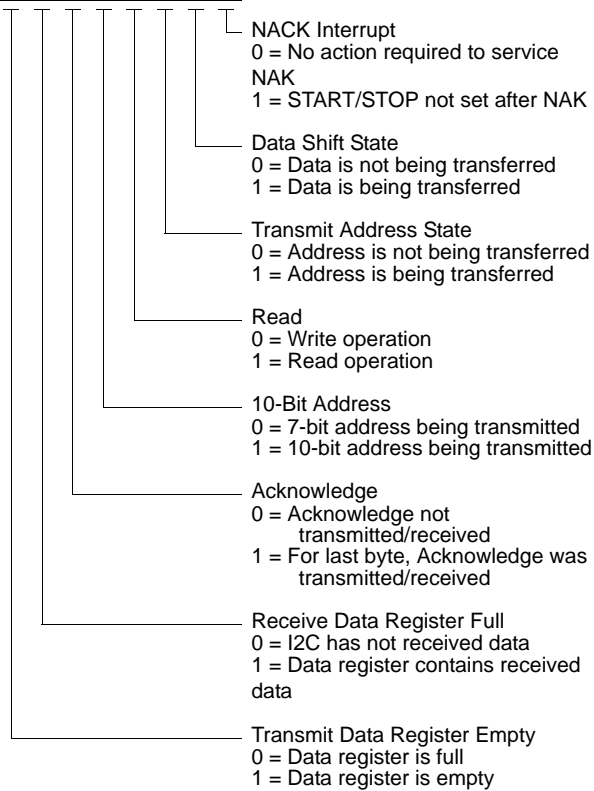 NACK Interrupt
0 = No action required to service
NAK
1 = START/STOP not set after NAK
Data Shift State
0 = Data is not being transferred
1 = Data is being transferred
Transmit Address State
0 = Address is not being transferred
1 = Address is being transferred
Read
0 = Write operation
1 = Read operation
10-Bit Address
0 = 7-bit address being transmitted
1 = 10-bit address being transmitted
Acknowledge
0 = Acknowledge not
transmitted/received
1 = For last byte, Acknowledge was
transmitted/received
Receive Data Register Full
0 = I2C has not received data
1 = Data register contains received
data
Transmit Data Register Empty
0 = Data register is full
1 = Data register is empty